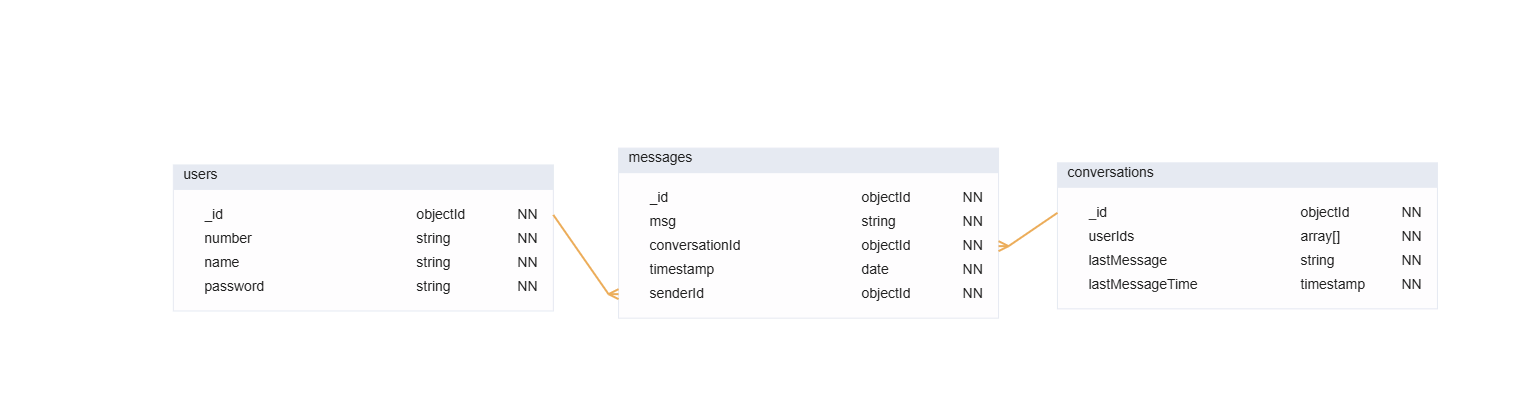 users
_id objectId NN
number string NN
name string NN
password string NN
messages
_id objectId NN
msg string NN
conversationId objectId NN
timestamp date NN
senderId objectId NN
conversations
_id objectId NN
userIds array[] NN
lastMessage string NN
lastMessageTime timestamp NN